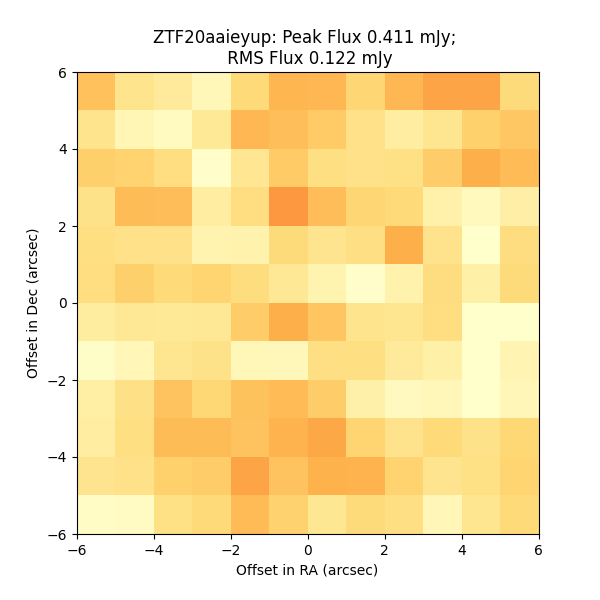 ZTF20aaieyup: Peak Flux 0.411 mJy;
RMS Flux 0.122 mJy
6
4
2
0
−2
−4
−6
Offset in Dec (arcsec)
−6 −4 −2 0 2 4 6
Offset in RA (arcsec)